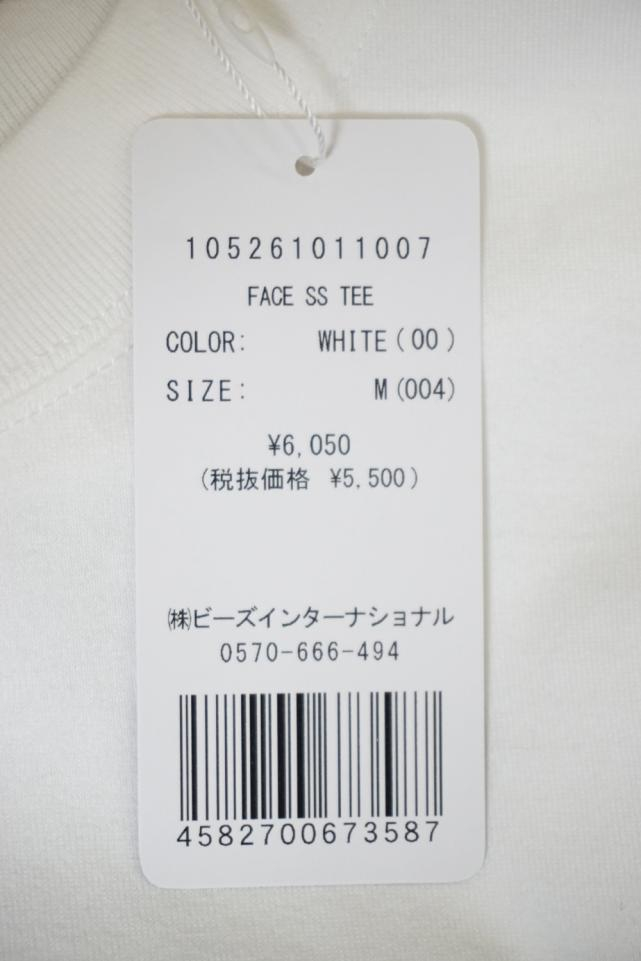 105261011007
FACE SS TEE
COLOR: WHITE(00)
SIZE: M(004)
¥6,050
(税抜価格 ¥5,500)
㈱ビーズインターナショナル
0570-666-494
4582700673587